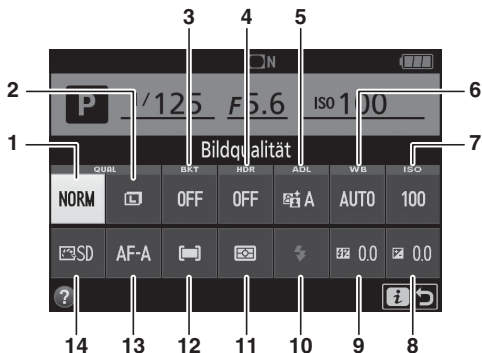 3 4 5
N
2 6
P 1/125 F5.6 ISO 100
Bildqualität
1 7
QUAL BKT HDR ADL WB ISO
NORM L OFF OFF A AUTO 100
SD AF-A 0.0 0.0
? i
14 13 12 11 10 9 8